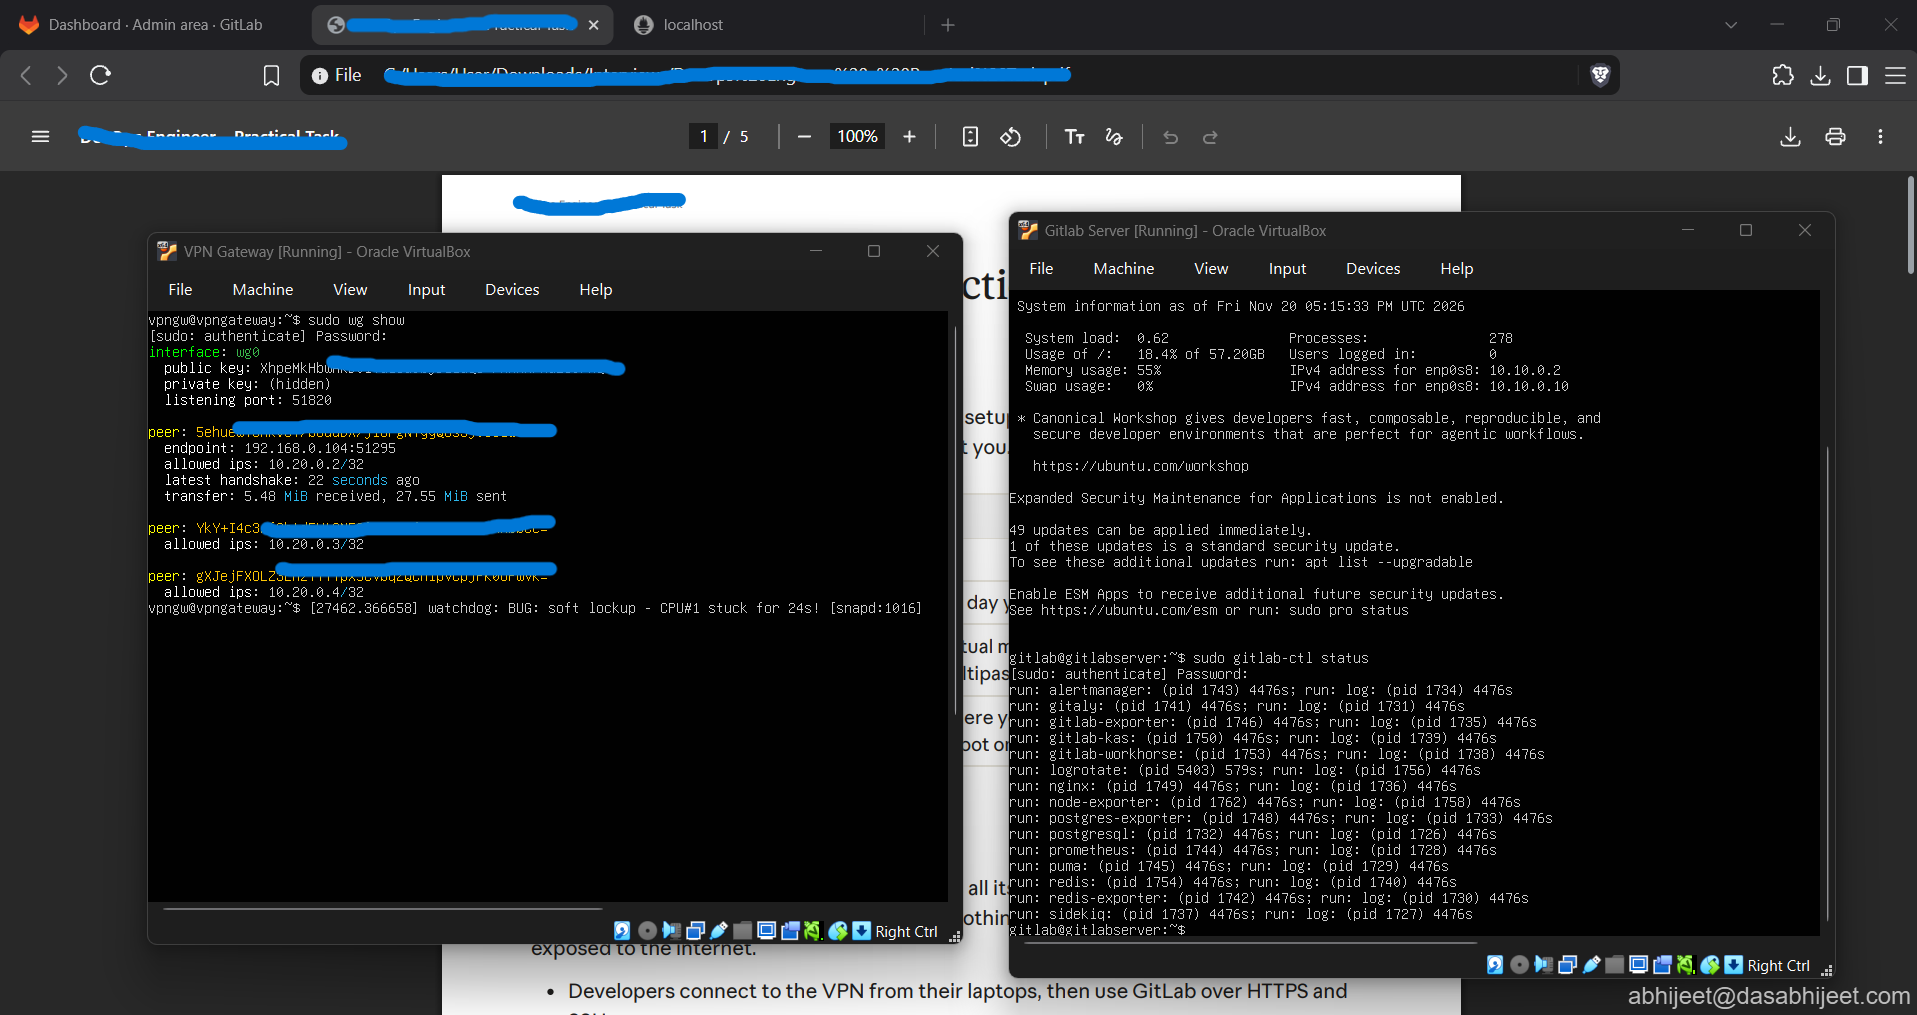 Dashboard · Admin area · GitLab
localhost
File
1 / 5
100%
VPN Gateway [Running] - Oracle VirtualBox
File Machine View Input Devices Help
vpngw@vpngateway:~$ sudo wg show
[sudo: authenticate] Password:
interface: wg0
public key:
private key: (hidden)
listening port: 51820
peer:
endpoint: 192.168.0.104:51295
allowed ips: 10.20.0.2/32
latest handshake: 22 seconds ago
transfer: 5.48 MiB received, 27.55 MiB sent
peer:
allowed ips: 10.20.0.3/32
peer:
allowed ips: 10.20.0.4/32
vpngw@vpngateway:~$ [27462.366658] watchdog: BUG: soft lockup - CPU#1 stuck for 24s! [snapd:1016]
Right Ctrl
Gitlab Server [Running] - Oracle VirtualBox
File Machine View Input Devices Help
System information as of Fri Nov 20 05:15:33 PM UTC 2026
System load: 0.62 Processes: 278
Usage of /: 18.4% of 57.20GB Users logged in: 0
Memory usage: 55% IPv4 address for enp0s8: 10.10.0.2
Swap usage: 0% IPv4 address for enp0s8: 10.10.0.10
* Canonical Workshop gives developers fast, composable, reproducible, and
secure developer environments that are perfect for agentic workflows.
https://ubuntu.com/workshop
Expanded Security Maintenance for Applications is not enabled.
49 updates can be applied immediately.
1 of these updates is a standard security update.
To see these additional updates run: apt list --upgradable
Enable ESM Apps to receive additional future security updates.
See https://ubuntu.com/esm or run: sudo pro status
gitlab@gitlabserver:~$ sudo gitlab-ctl status
[sudo: authenticate] Password:
run: alertmanager: (pid 1743) 4476s; run: log: (pid 1734) 4476s
run: gitaly: (pid 1741) 4476s; run: log: (pid 1731) 4476s
run: gitlab-exporter: (pid 1746) 4476s; run: log: (pid 1735) 4476s
run: gitlab-kas: (pid 1750) 4476s; run: log: (pid 1739) 4476s
run: gitlab-workhorse: (pid 1753) 4476s; run: log: (pid 1738) 4476s
run: logrotate: (pid 5403) 579s; run: log: (pid 1756) 4476s
run: nginx: (pid 1749) 4476s; run: log: (pid 1736) 4476s
run: node-exporter: (pid 1762) 4476s; run: log: (pid 1758) 4476s
run: postgres-exporter: (pid 1748) 4476s; run: log: (pid 1733) 4476s
run: postgresql: (pid 1732) 4476s; run: log: (pid 1726) 4476s
run: prometheus: (pid 1744) 4476s; run: log: (pid 1728) 4476s
run: puma: (pid 1745) 4476s; run: log: (pid 1729) 4476s
run: redis: (pid 1754) 4476s; run: log: (pid 1740) 4476s
run: redis-exporter: (pid 1742) 4476s; run: log: (pid 1730) 4476s
run: sidekiq: (pid 1737) 4476s; run: log: (pid 1727) 4476s
gitlab@gitlabserver:~$
Right Ctrl
exposed to the internet.
• Developers connect to the VPN from their laptops, then use GitLab over HTTPS and
abhijeet@dasabhijeet.com